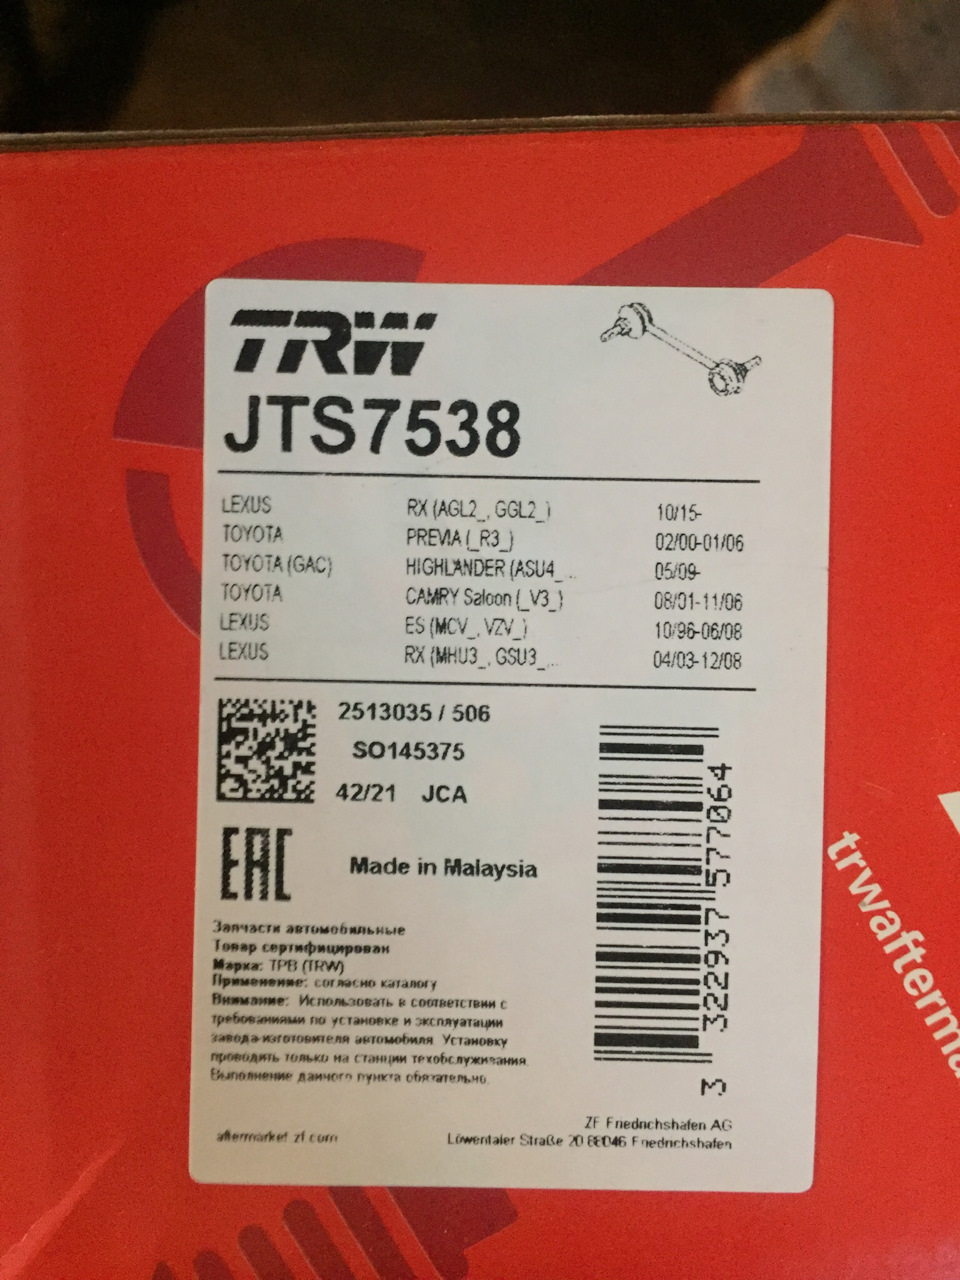 TRW
JTS7538
LEXUS RX (AGL2_, GGL2_) 10/15-
TOYOTA PREVIA (_R3_) 02/00-01/06
TOYOTA (GAC) HIGHLANDER (ASU4_ .. 05/09-
TOYOTA CAMRY Saloon (_V3_) 08/01-11/06
LEXUS ES (MCV_, VZV_) 10/96-06/08
LEXUS RX (MHU3_, GSU3_... 04/03-12/08
2513035 / 506
SO145375
42/21 JCA
EAC
Made in Malaysia
3 322937 577064
Запчасти автомобильные
Товар сертифицирован
Марка: ТРВ (TRW)
Применение: согласно каталогу
Внимание: Использовать в соответствии с
требованиями по установке и эксплуатации
завода-изготовителя автомобиля. Установку
проводить только на станции техобслуживания.
Выполнение данного пункта обязательно.
ZF Friedrichshafen AG
aftermarket.zf.com Löwentaler Straße 20 88046 Friedrichshafen
trwafterma